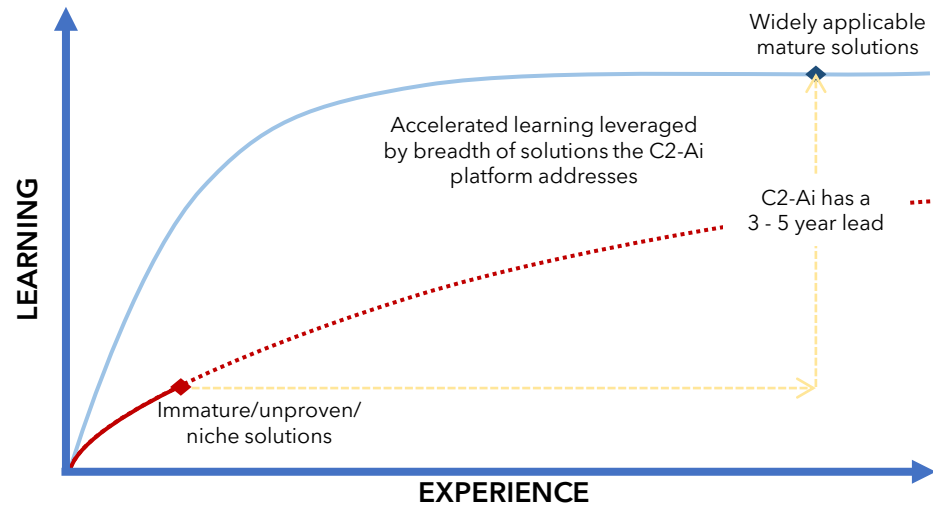 Widely applicable
mature solutions
Accelerated learning leveraged
by breadth of solutions the C2-Ai
platform addresses
C2-Ai has a
3 - 5 year lead
LEARNING
Immature/unproven/
niche solutions
EXPERIENCE